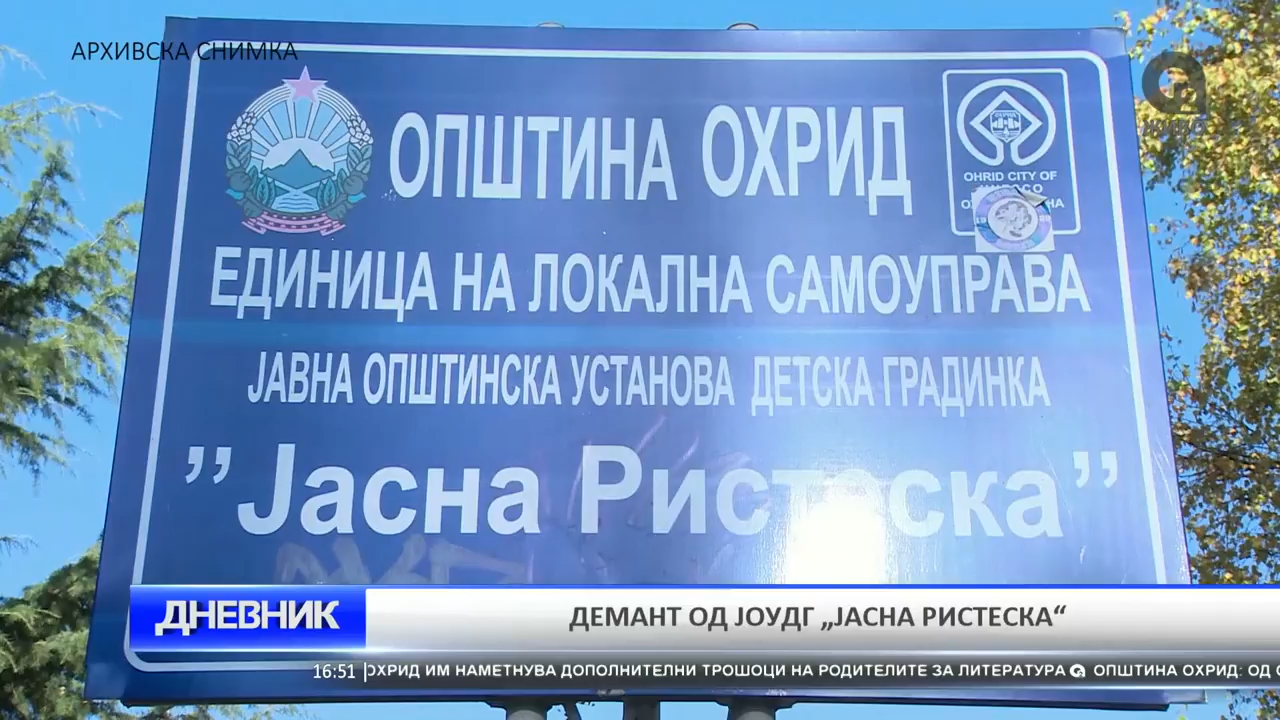 АРХИВСКА СНИМКА
ОПШТИНА ОХРИД
OHRID CITY OF
ЕДИНИЦА НА ЛОКАЛНА САМОУПРАВА
ЈАВНА ОПШТИНСКА УСТАНОВА ДЕТСКА ГРАДИНКА
”Јасна Ристеска”
ДНЕВНИК
ДЕМАНТ ОД ЈОУДГ „ЈАСНА РИСТЕСКА“
16:51 ОХРИД ИМ НАМЕТНУВА ДОПОЛНИТЕЛНИ ТРОШОЦИ НА РОДИТЕЛИТЕ ЗА ЛИТЕРАТУРА ОПШТИНА ОХРИД: ОД